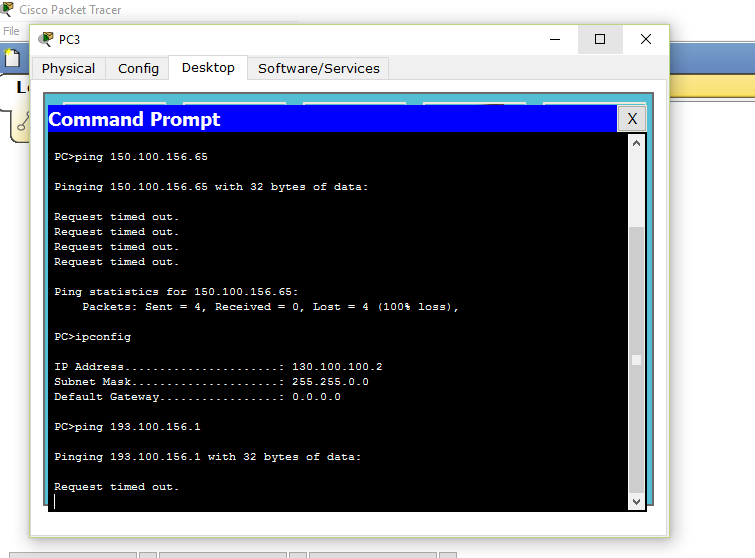 Cisco Packet Tracer
File
PC3
Physical Config Desktop Software/Services
Command Prompt X
PC>ping 150.100.156.65
Pinging 150.100.156.65 with 32 bytes of data:
Request timed out.
Request timed out.
Request timed out.
Request timed out.
Ping statistics for 150.100.156.65:
Packets: Sent = 4, Received = 0, Lost = 4 (100% loss),
PC>ipconfig
IP Address......................: 130.100.100.2
Subnet Mask.....................: 255.255.0.0
Default Gateway.................: 0.0.0.0
PC>ping 193.100.156.1
Pinging 193.100.156.1 with 32 bytes of data:
Request timed out.